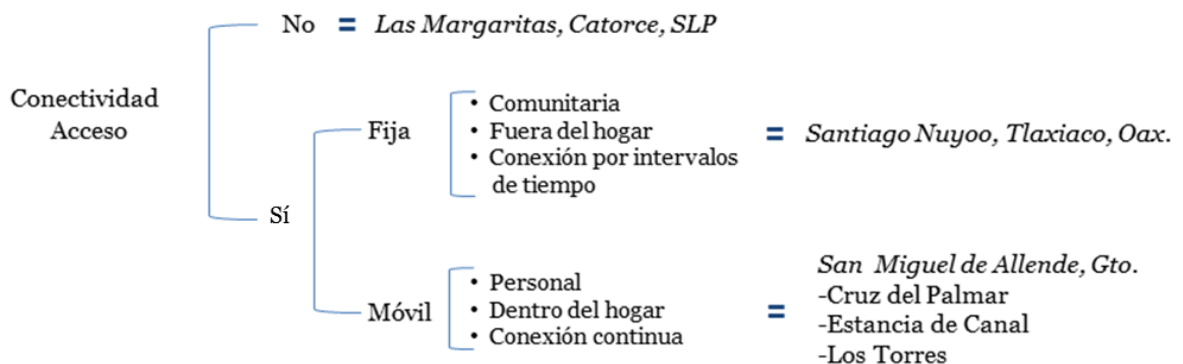 No = Las Margaritas, Catorce, SLP
Conectividad
Acceso
• Comunitaria
Fija
• Fuera del hogar
• Conexión por intervalos
de tiempo
= Santiago Nuyoo, Tlaxiaco, Oax.
Sí
Móvil
• Personal
• Dentro del hogar
• Conexión continua
=
San Miguel de Allende, Gto.
-Cruz del Palmar
-Estancia de Canal
-Los Torres